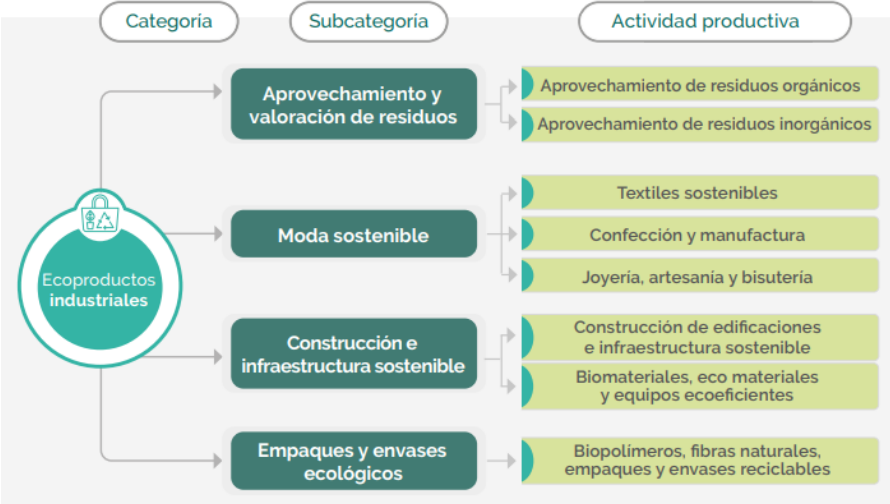 Categoría
Subcategoría
Actividad productiva
Ecoproductos
industriales
Aprovechamiento y
valoración de residuos
Aprovechamiento de residuos orgánicos
Aprovechamiento de residuos inorgánicos
Moda sostenible
Textiles sostenibles
Confección y manufactura
Joyería, artesanía y bisutería
Construcción e
infraestructura sostenible
Construcción de edificaciones
e infraestructura sostenible
Biomateriales, eco materiales
y equipos ecoeficientes
Empaques y envases
ecológicos
Biopolímeros, fibras naturales,
empaques y envases reciclables